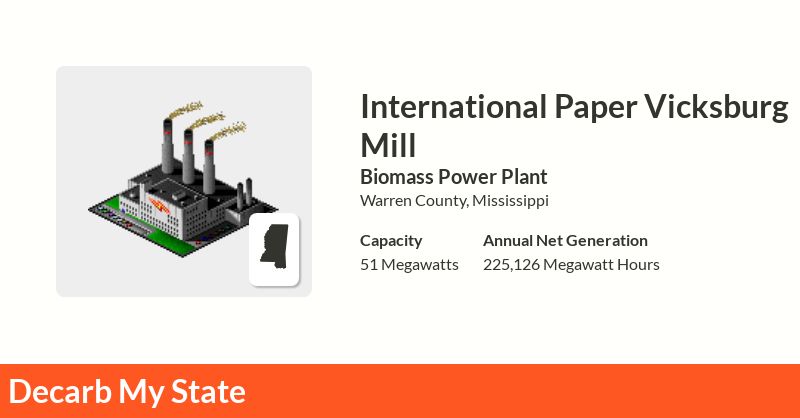 International Paper Vicksburg
Mill
Biomass Power Plant
Warren County, Mississippi
Capacity
Annual Net Generation
51 Megawatts
225,126 Megawatt Hours
Decarb My State